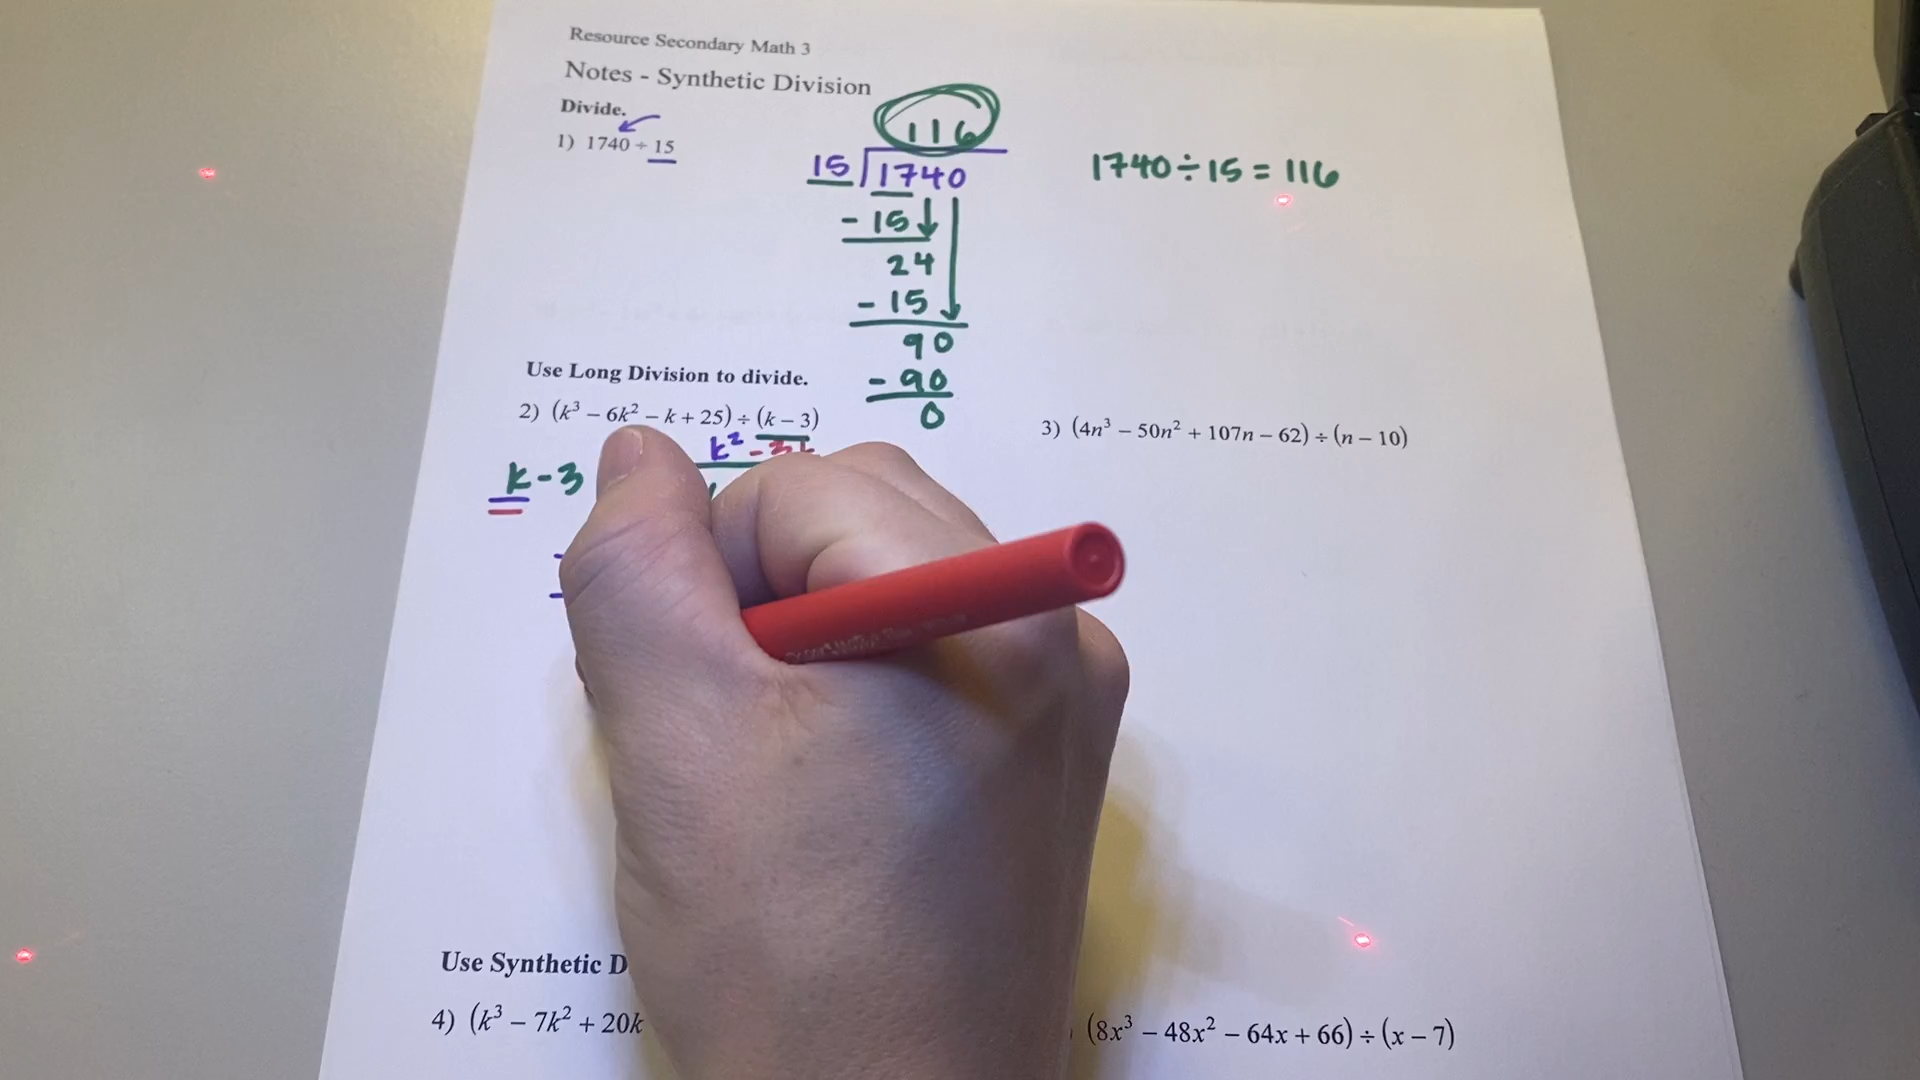 Resource Secondary Math 3
Notes - Synthetic Division
Divide.
1) 1740 ÷ 15
116
15 1740
- 15
24
- 15
90
- 90
0
1740 ÷ 15 = 116
Use Long Division to divide.
2) (k³ – 6k² – k + 25) ÷ (k – 3)
k² - 3k
k - 3
3) (4n³ – 50n² + 107n – 62) ÷ (n – 10)
Use Synthetic D
4) (k³ – 7k² + 20k
(8x³ – 48x² – 64x + 66) ÷ (x – 7)